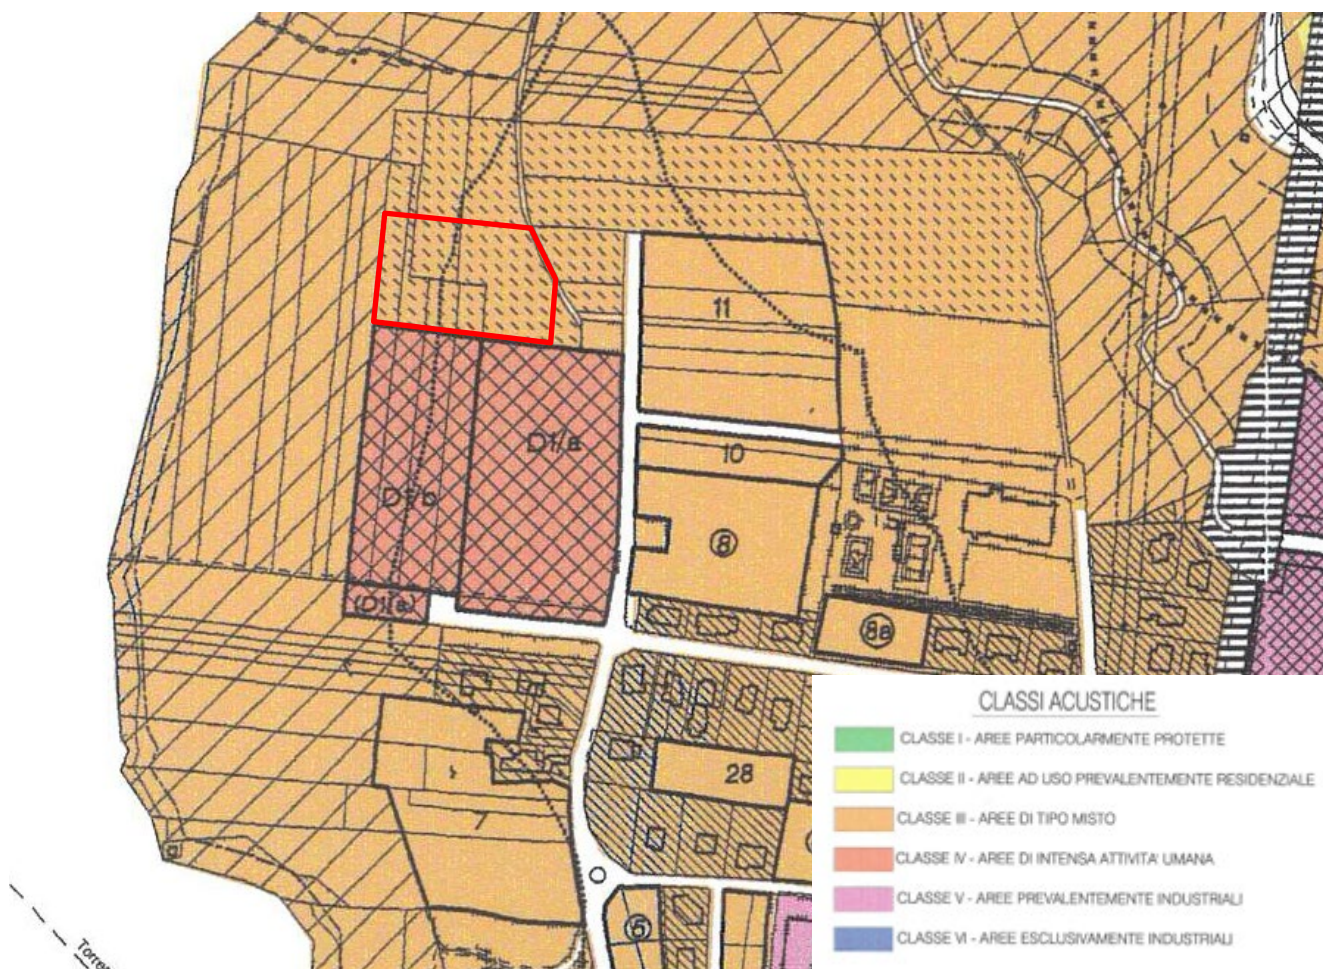 11
D1/a
10
D1/b
8
(D1/a)
8a
28
6
CLASSI ACUSTICHE
CLASSE I - AREE PARTICOLARMENTE PROTETTE
CLASSE II - AREE AD USO PREVALENTEMENTE RESIDENZIALE
CLASSE III - AREE DI TIPO MISTO
CLASSE IV - AREE DI INTENSA ATTIVITA' UMANA
CLASSE V - AREE PREVALENTEMENTE INDUSTRIALI
CLASSE VI - AREE ESCLUSIVAMENTE INDUSTRIALI